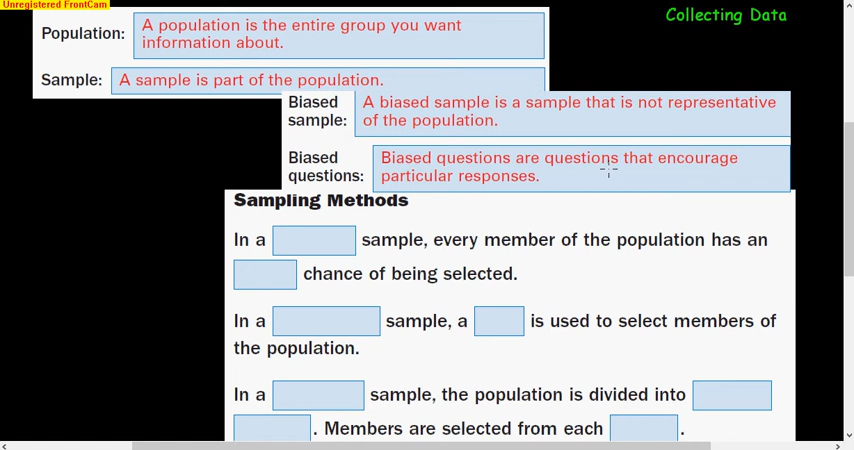 Unregistered FrontCam
Collecting Data
Population: A population is the entire group you want
information about.
Sample: A sample is part of the population.
Biased
sample:
A biased sample is a sample that is not representative
of the population.
Biased
questions:
Biased questions are questions that encourage
particular responses.
Sampling Methods
In a sample, every member of the population has an
chance of being selected.
In a sample, a is used to select members of
the population.
In a sample, the population is divided into
. Members are selected from each .